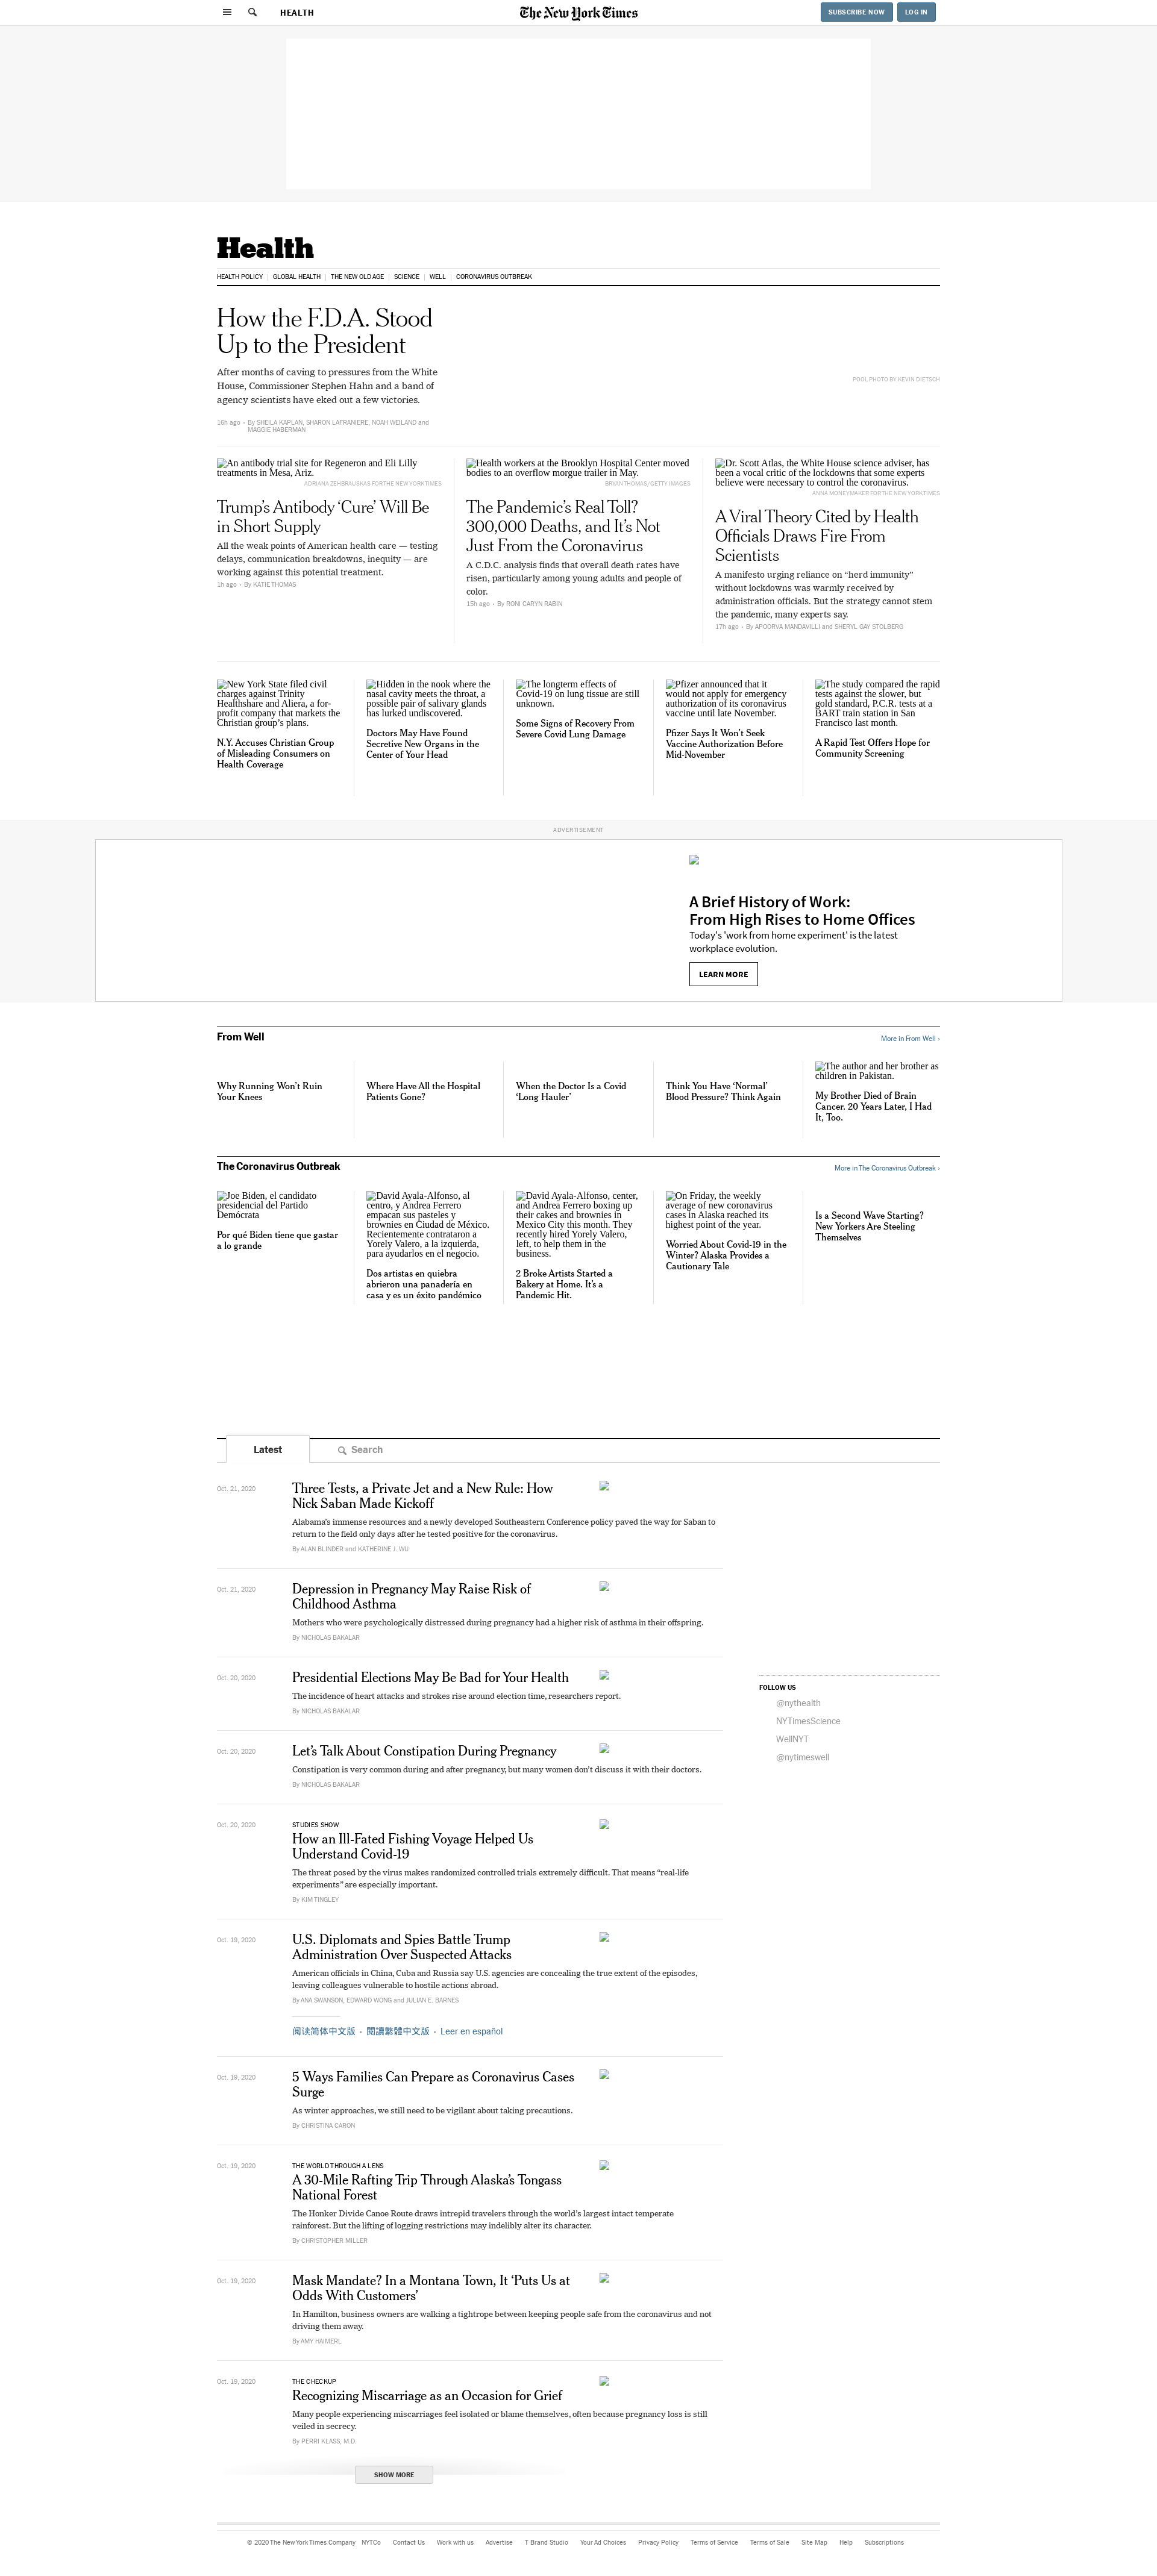 HEALTH
The New York Times
SUBSCRIBE NOW
LOG IN
Health
HEALTH POLICY
GLOBAL HEALTH
THE NEW OLD AGE
SCIENCE
WELL
CORONAVIRUS OUTBREAK
How the F.D.A. Stood
Up to the President
After months of caving to pressures from the White
House, Commissioner Stephen Hahn and a band of
agency scientists have eked out a few victories.
16h ago · By SHEILA KAPLAN, SHARON LAFRANIERE, NOAH WEILAND and
MAGGIE HABERMAN
POOL PHOTO BY KEVIN DIETSCH
An antibody trial site for Regeneron and Eli Lilly
treatments in Mesa, Ariz.
ADRIANA ZEHBRAUSKAS FOR THE NEW YORK TIMES
Trump's Antibody ‘Cure’ Will Be
in Short Supply
All the weak points of American health care — testing
delays, communication breakdowns, inequity — are
working against this potential treatment.
1h ago · By KATIE THOMAS
Health workers at the Brooklyn Hospital Center moved
bodies to an overflow morgue trailer in May.
BRYAN THOMAS/GETTY IMAGES
The Pandemic's Real Toll?
300,000 Deaths, and It's Not
Just From the Coronavirus
A C.D.C. analysis finds that overall death rates have
risen, particularly among young adults and people of
color.
15h ago · By RONI CARYN RABIN
Dr. Scott Atlas, the White House science adviser, has
been a vocal critic of the lockdowns that some experts
believe were necessary to control the coronavirus.
ANNA MONEYMAKER FOR THE NEW YORK TIMES
A Viral Theory Cited by Health
Officials Draws Fire From
Scientists
A manifesto urging reliance on “herd immunity”
without lockdowns was warmly received by
administration officials. But the strategy cannot stem
the pandemic, many experts say.
17h ago · By APOORVA MANDAVILLI and SHERYL GAY STOLBERG
New York State filed civil
charges against Trinity
Healthshare and Aliera, a for-
profit company that markets the
Christian group's plans.
N.Y. Accuses Christian Group
of Misleading Consumers on
Health Coverage
Hidden in the nook where the
nasal cavity meets the throat, a
possible pair of salivary glands
has lurked undiscovered.
Doctors May Have Found
Secretive New Organs in the
Center of Your Head
The longterm effects of
Covid-19 on lung tissue are still
unknown.
Some Signs of Recovery From
Severe Covid Lung Damage
Pfizer announced that it
would not apply for emergency
authorization of its coronavirus
vaccine until late November.
Pfizer Says It Won't Seek
Vaccine Authorization Before
Mid-November
The study compared the rapid
tests against the slower, but
gold standard, P.C.R. tests at a
BART train station in San
Francisco last month.
A Rapid Test Offers Hope for
Community Screening
ADVERTISEMENT
A Brief History of Work:
From High Rises to Home Offices
Today's 'work from home experiment' is the latest
workplace evolution.
LEARN MORE
From Well
More in From Well ›
Why Running Won't Ruin
Your Knees
Where Have All the Hospital
Patients Gone?
When the Doctor Is a Covid
‘Long Hauler’
Think You Have ‘Normal’
Blood Pressure? Think Again
The author and her brother as
children in Pakistan.
My Brother Died of Brain
Cancer. 20 Years Later, I Had
It, Too.
The Coronavirus Outbreak
More in The Coronavirus Outbreak ›
Joe Biden, el candidato
presidencial del Partido
Demócrata
Por qué Biden tiene que gastar
a lo grande
David Ayala-Alfonso, al
centro, y Andrea Ferrero
empacan sus pasteles y
brownies en Ciudad de México.
Recientemente contrataron a
Yorely Valero, a la izquierda,
para ayudarlos en el negocio.
Dos artistas en quiebra
abrieron una panadería en
casa y es un éxito pandémico
David Ayala-Alfonso, center,
and Andrea Ferrero boxing up
their cakes and brownies in
Mexico City this month. They
recently hired Yorely Valero,
left, to help them in the
business.
2 Broke Artists Started a
Bakery at Home. It's a
Pandemic Hit.
On Friday, the weekly
average of new coronavirus
cases in Alaska reached its
highest point of the year.
Worried About Covid-19 in the
Winter? Alaska Provides a
Cautionary Tale
Is a Second Wave Starting?
New Yorkers Are Steeling
Themselves
Latest
Search
Oct. 21, 2020
Three Tests, a Private Jet and a New Rule: How
Nick Saban Made Kickoff
Alabama's immense resources and a newly developed Southeastern Conference policy paved the way for Saban to
return to the field only days after he tested positive for the coronavirus.
By ALAN BLINDER and KATHERINE J. WU
Oct. 21, 2020
Depression in Pregnancy May Raise Risk of
Childhood Asthma
Mothers who were psychologically distressed during pregnancy had a higher risk of asthma in their offspring.
By NICHOLAS BAKALAR
Oct. 20, 2020
Presidential Elections May Be Bad for Your Health
The incidence of heart attacks and strokes rise around election time, researchers report.
By NICHOLAS BAKALAR
FOLLOW US
@nythealth
NYTimesScience
WellNYT
@nytimeswell
Oct. 20, 2020
Let's Talk About Constipation During Pregnancy
Constipation is very common during and after pregnancy, but many women don't discuss it with their doctors.
By NICHOLAS BAKALAR
Oct. 20, 2020
STUDIES SHOW
How an Ill-Fated Fishing Voyage Helped Us
Understand Covid-19
The threat posed by the virus makes randomized controlled trials extremely difficult. That means “real-life
experiments” are especially important.
By KIM TINGLEY
Oct. 19, 2020
U.S. Diplomats and Spies Battle Trump
Administration Over Suspected Attacks
American officials in China, Cuba and Russia say U.S. agencies are concealing the true extent of the episodes,
leaving colleagues vulnerable to hostile actions abroad.
By ANA SWANSON, EDWARD WONG and JULIAN E. BARNES
阅读简体中文版 · 閱讀繁體中文版 · Leer en español
Oct. 19, 2020
5 Ways Families Can Prepare as Coronavirus Cases
Surge
As winter approaches, we still need to be vigilant about taking precautions.
By CHRISTINA CARON
Oct. 19, 2020
THE WORLD THROUGH A LENS
A 30-Mile Rafting Trip Through Alaska's Tongass
National Forest
The Honker Divide Canoe Route draws intrepid travelers through the world's largest intact temperate
rainforest. But the lifting of logging restrictions may indelibly alter its character.
By CHRISTOPHER MILLER
Oct. 19, 2020
Mask Mandate? In a Montana Town, It ‘Puts Us at
Odds With Customers’
In Hamilton, business owners are walking a tightrope between keeping people safe from the coronavirus and not
driving them away.
By AMY HAIMERL
Oct. 19, 2020
THE CHECKUP
Recognizing Miscarriage as an Occasion for Grief
Many people experiencing miscarriages feel isolated or blame themselves, often because pregnancy loss is still
veiled in secrecy.
By PERRI KLASS, M.D.
SHOW MORE
© 2020 The New York Times Company NYTCo Contact Us Work with us Advertise T Brand Studio Your Ad Choices Privacy Policy Terms of Service Terms of Sale Site Map Help Subscriptions